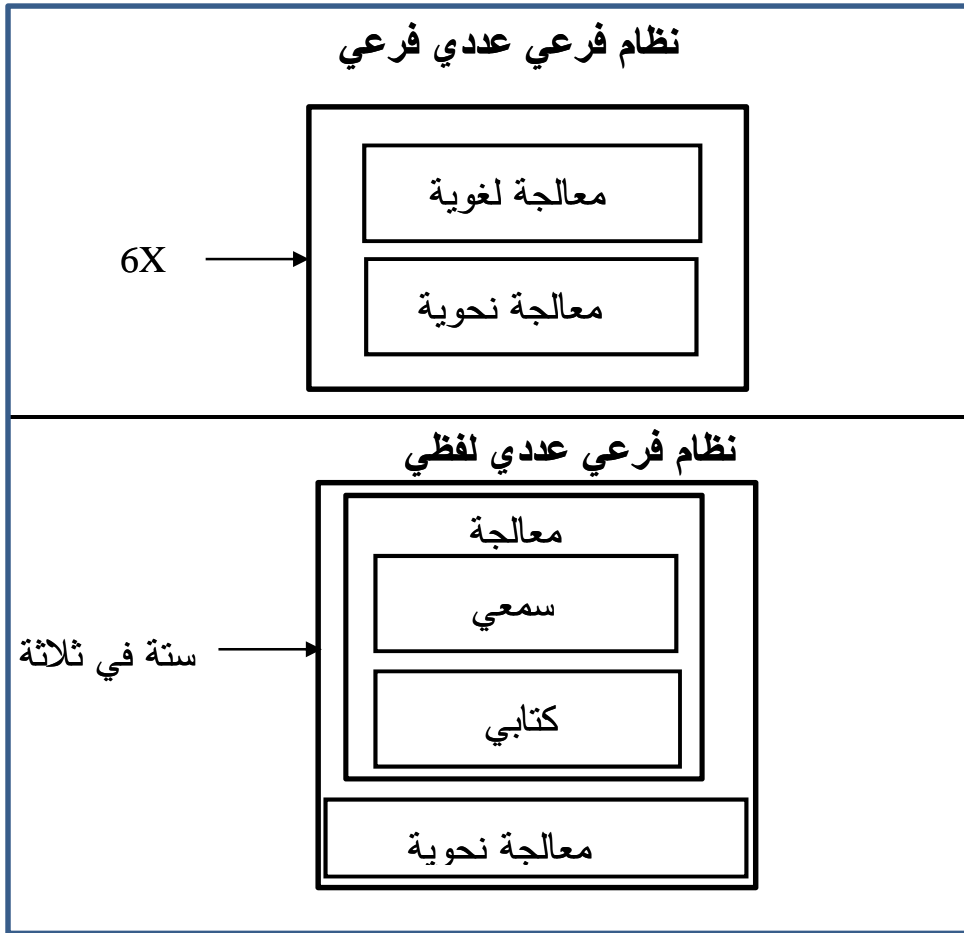 نظام فرعي عددي فرعي
معالجة لغوية
6X
معالجة نحوية
نظام فرعي عددي لفظي
معالجة
سمعي
ستة في ثلاثة
كتابي
معالجة نحوية